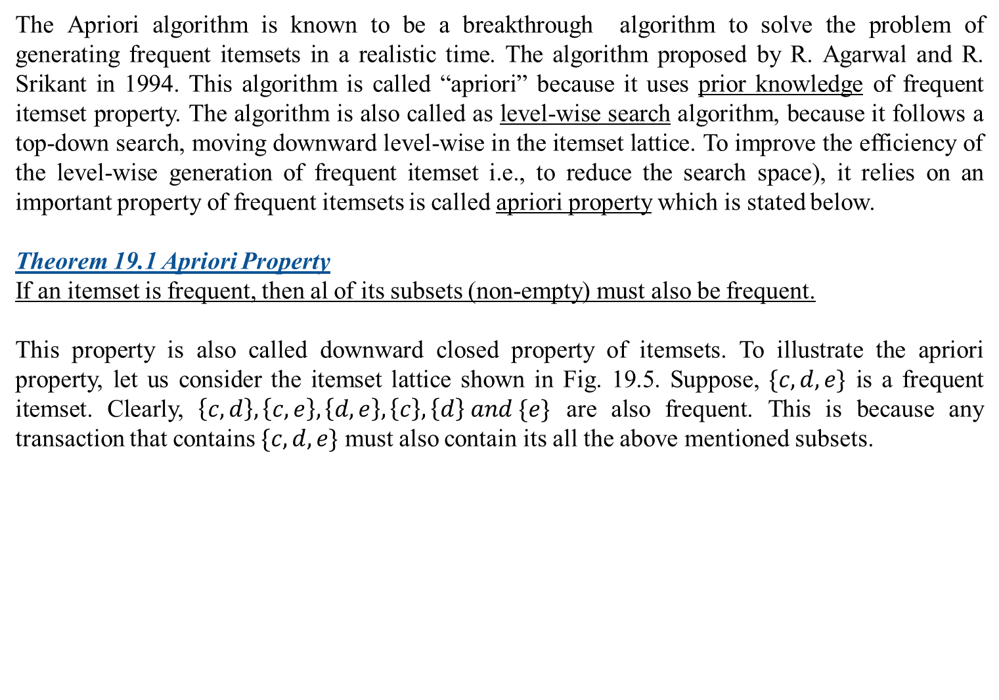 The Apriori algorithm is known to be a breakthrough algorithm to solve the problem of
generating frequent itemsets in a realistic time. The algorithm proposed by R. Agarwal and R.
Srikant in 1994. This algorithm is called “apriori” because it uses prior knowledge of frequent
itemset property. The algorithm is also called as level-wise search algorithm, because it follows a
top-down search, moving downward level-wise in the itemset lattice. To improve the efficiency of
the level-wise generation of frequent itemset i.e., to reduce the search space), it relies on an
important property of frequent itemsets is called apriori property which is stated below.
Theorem 19.1 Apriori Property
If an itemset is frequent, then al of its subsets (non-empty) must also be frequent.
This property is also called downward closed property of itemsets. To illustrate the apriori
property, let us consider the itemset lattice shown in Fig. 19.5. Suppose, {c, d, e} is a frequent
itemset. Clearly, {c, d}, {c, e}, {d, e}, {c}, {d} and {e} are also frequent. This is because any
transaction that contains {c, d, e} must also contain its all the above mentioned subsets.